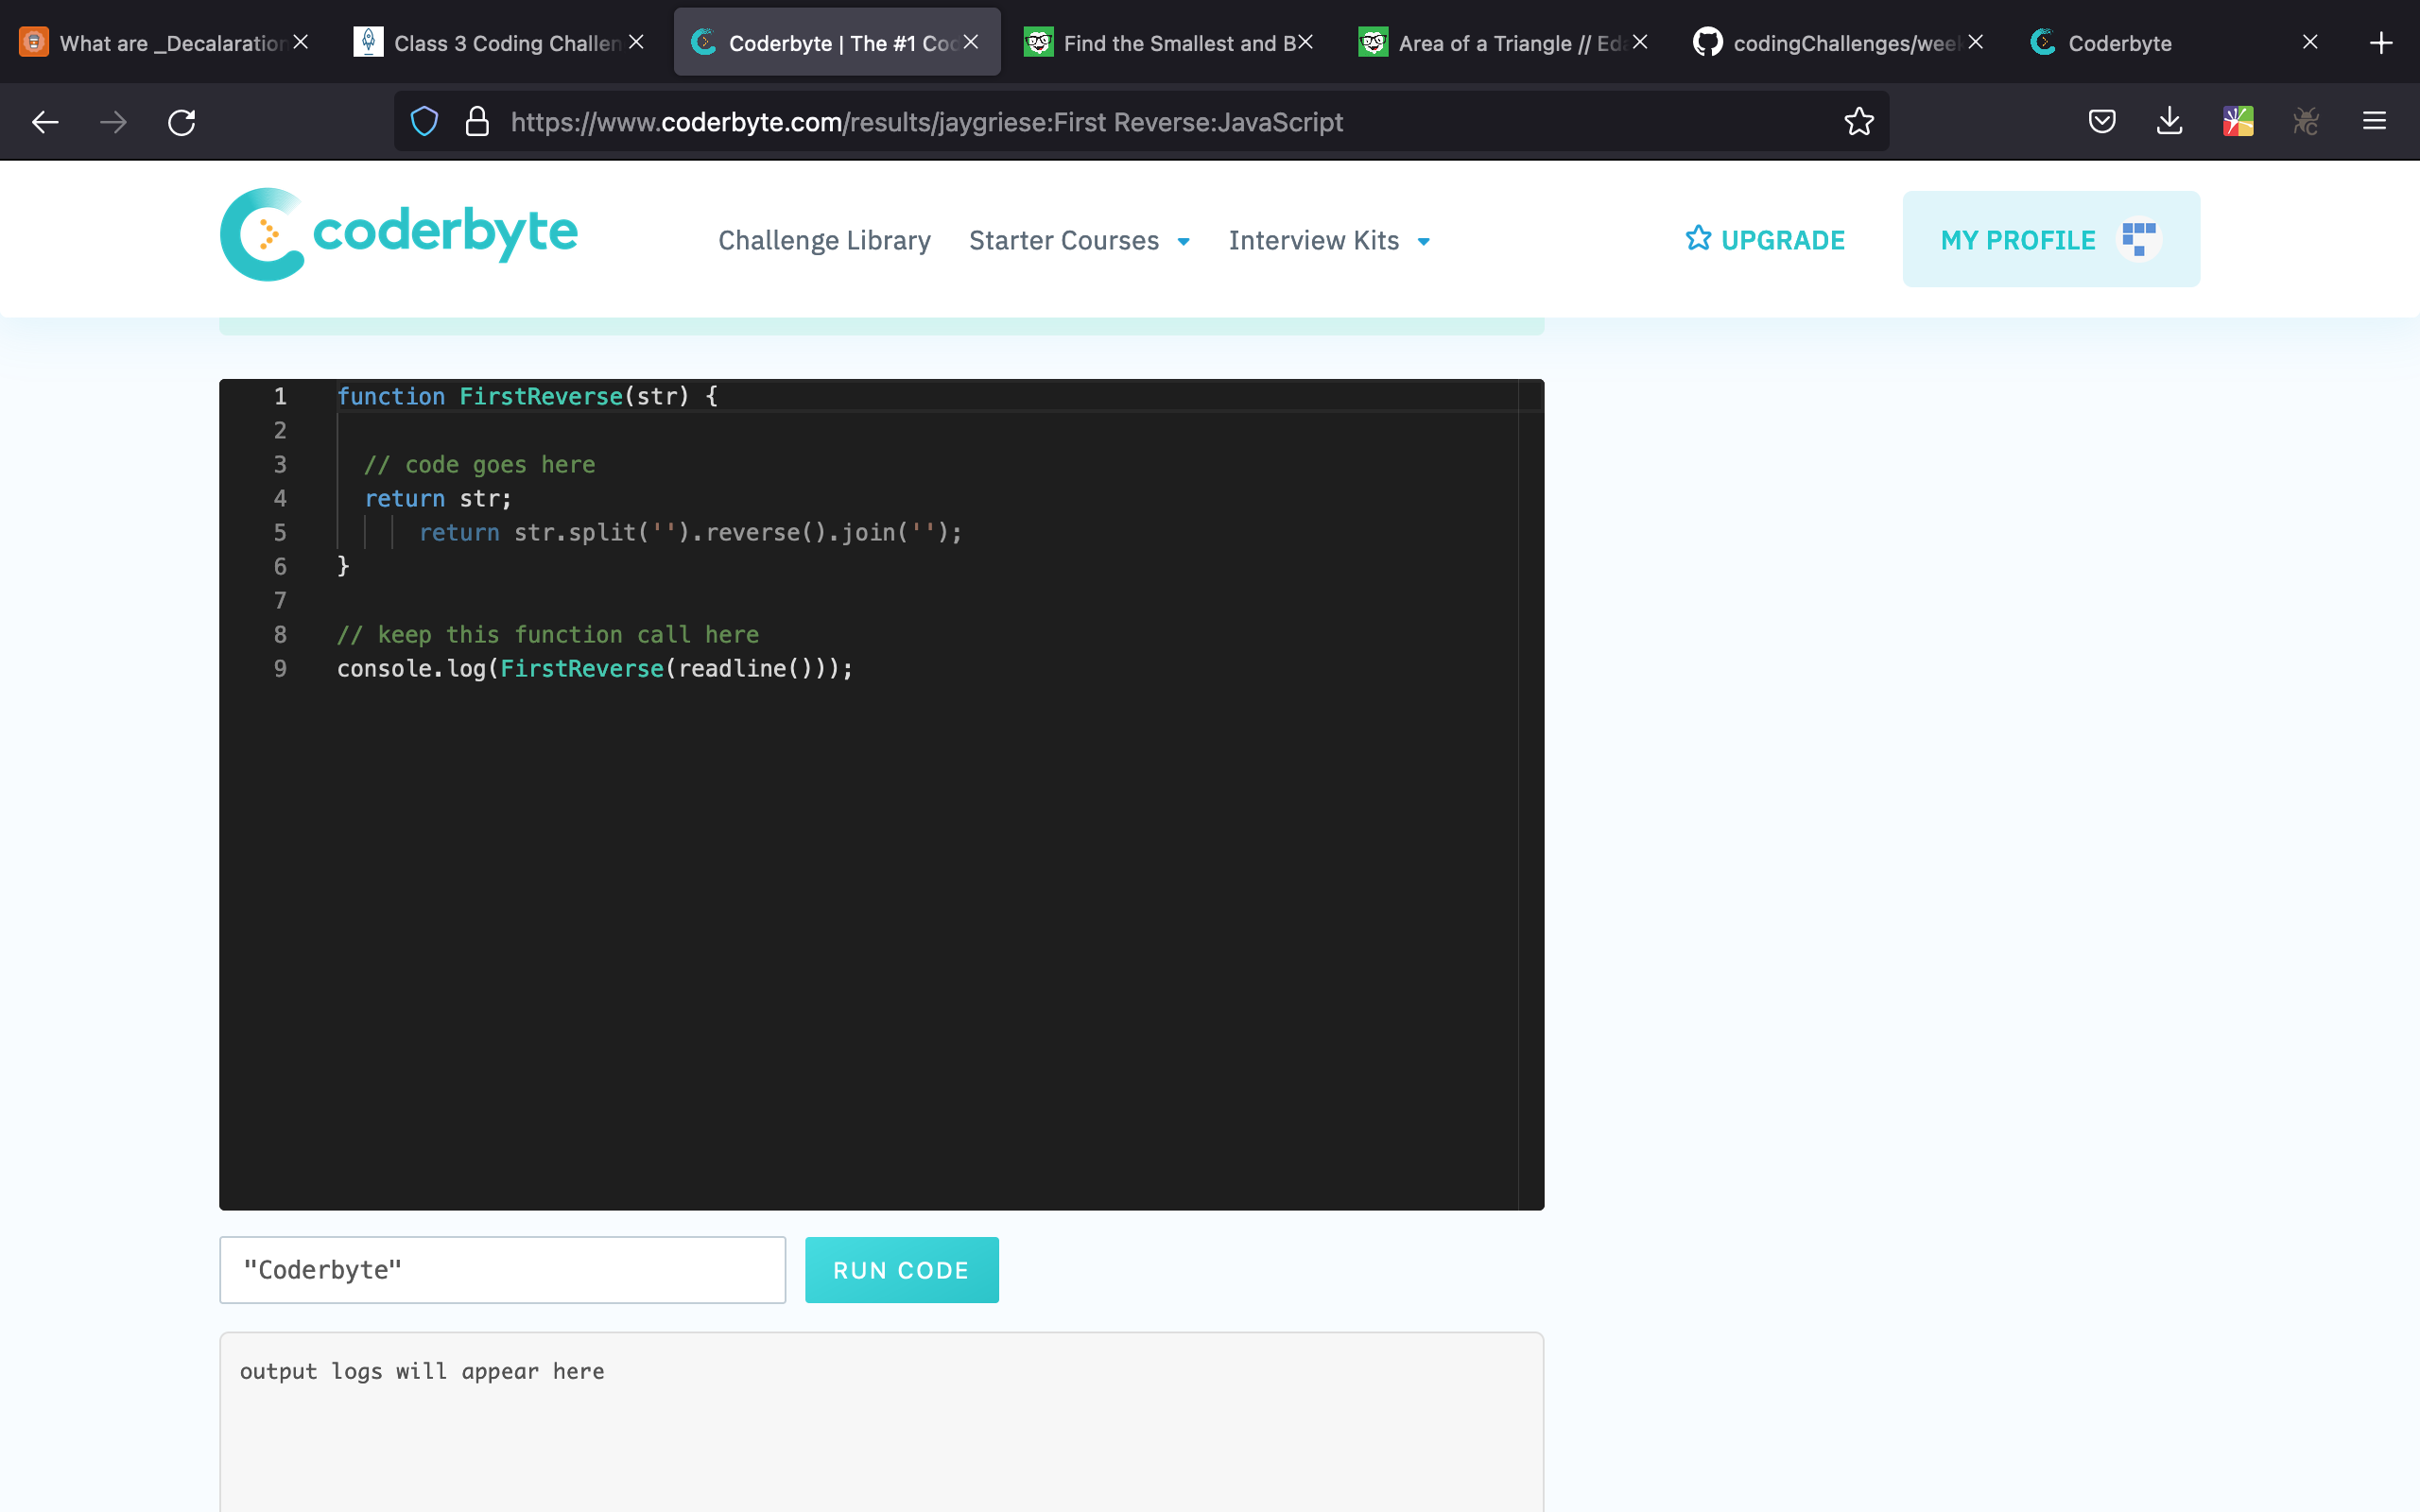 What are _Decalaration
Class 3 Coding Challen
Coderbyte | The #1 Coc
Find the Smallest and B
Area of a Triangle // Eda
codingChallenges/week
Coderbyte
https://www.coderbyte.com/results/jaygriese:First Reverse:JavaScript
coderbyte
Challenge Library
Starter Courses
Interview Kits
UPGRADE
MY PROFILE
1 function FirstReverse(str) {
2
3 // code goes here
4 return str;
5 return str.split('').reverse().join('');
6 }
7
8 // keep this function call here
9 console.log(FirstReverse(readline()));
"Coderbyte"
RUN CODE
output logs will appear here